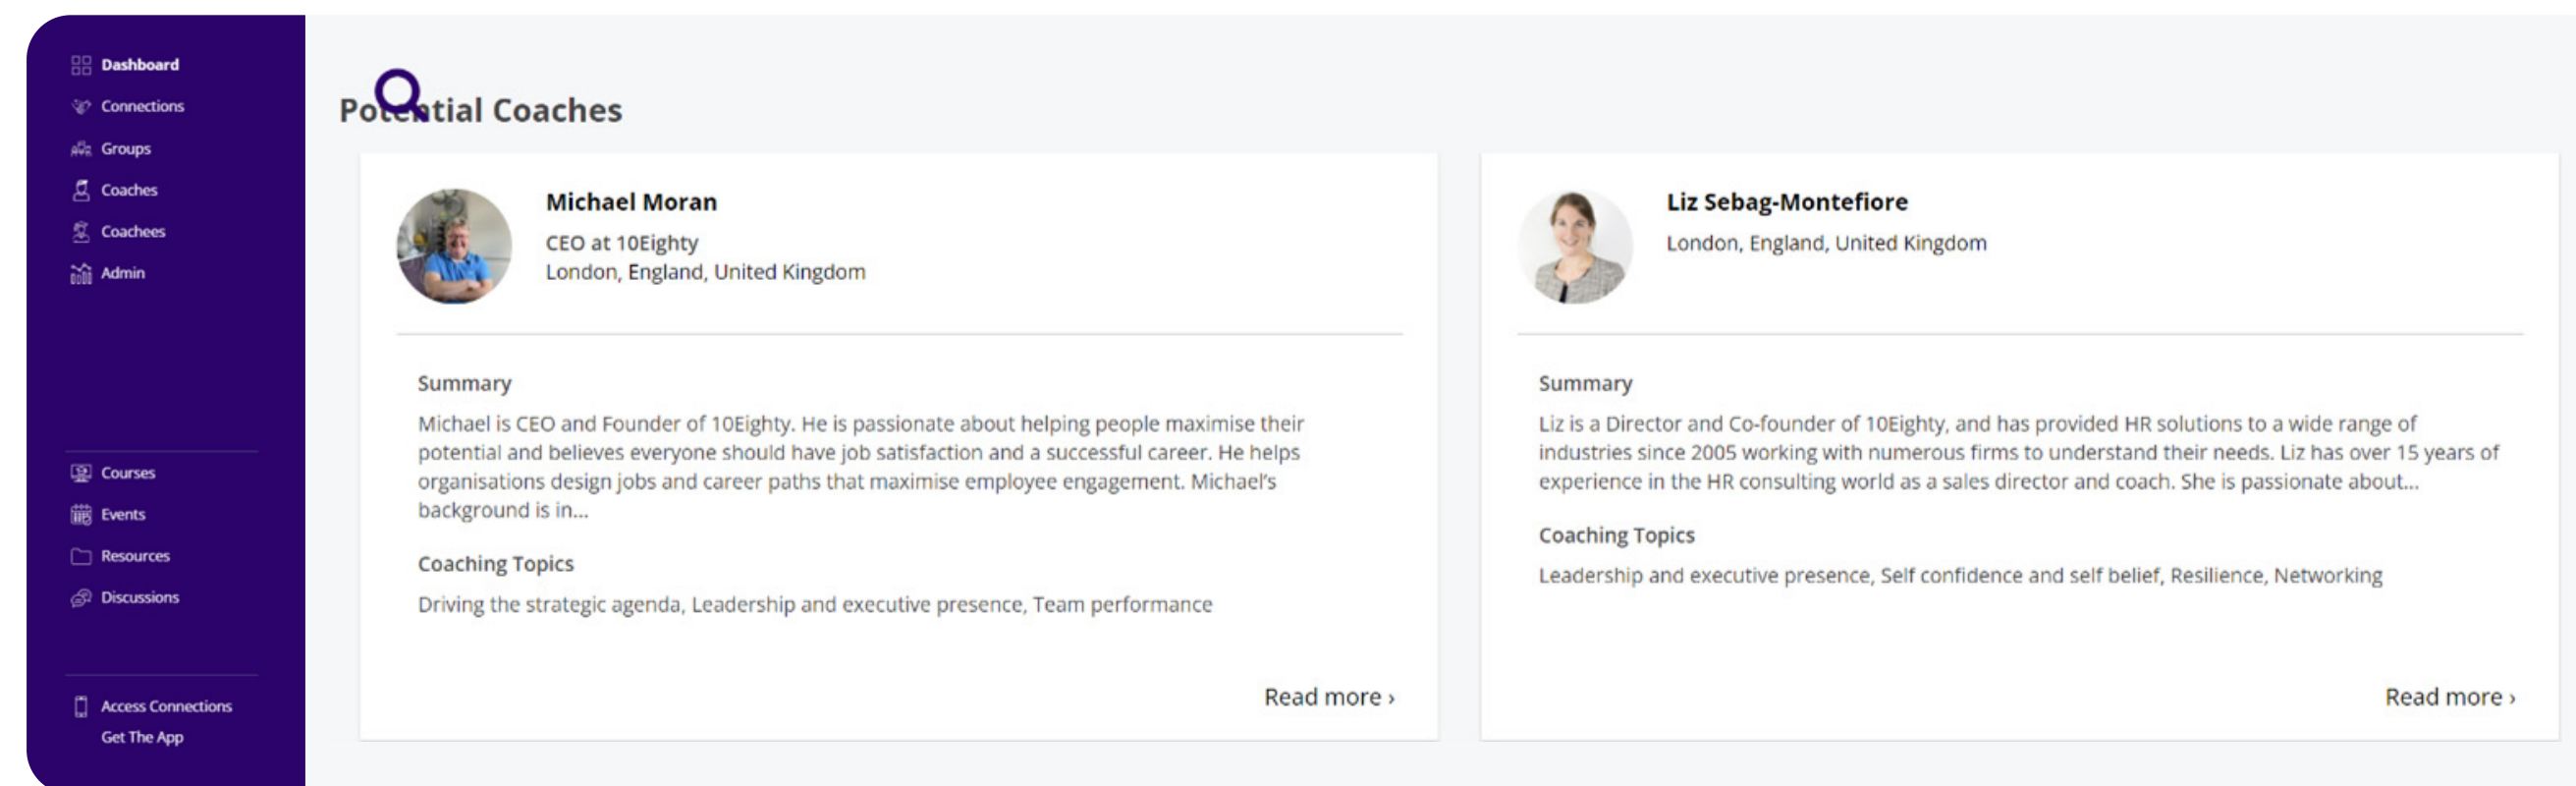 Dashboard
Connections
Groups
Coaches
Coachees
Admin
Courses
Events
Resources
Discussions
Access Connections
Get The App
Potential Coaches
Michael Moran
CEO at 10Eighty
London, England, United Kingdom
Summary
Michael is CEO and Founder of 10Eighty. He is passionate about helping people maximise their
potential and believes everyone should have job satisfaction and a successful career. He helps
organisations design jobs and career paths that maximise employee engagement. Michael's
background is in...
Coaching Topics
Driving the strategic agenda, Leadership and executive presence, Team performance
Read more ›
Liz Sebag-Montefiore
London, England, United Kingdom
Summary
Liz is a Director and Co-founder of 10Eighty, and has provided HR solutions to a wide range of
industries since 2005 working with numerous firms to understand their needs. Liz has over 15 years of
experience in the HR consulting world as a sales director and coach. She is passionate about...
Coaching Topics
Leadership and executive presence, Self confidence and self belief, Resilience, Networking
Read more ›